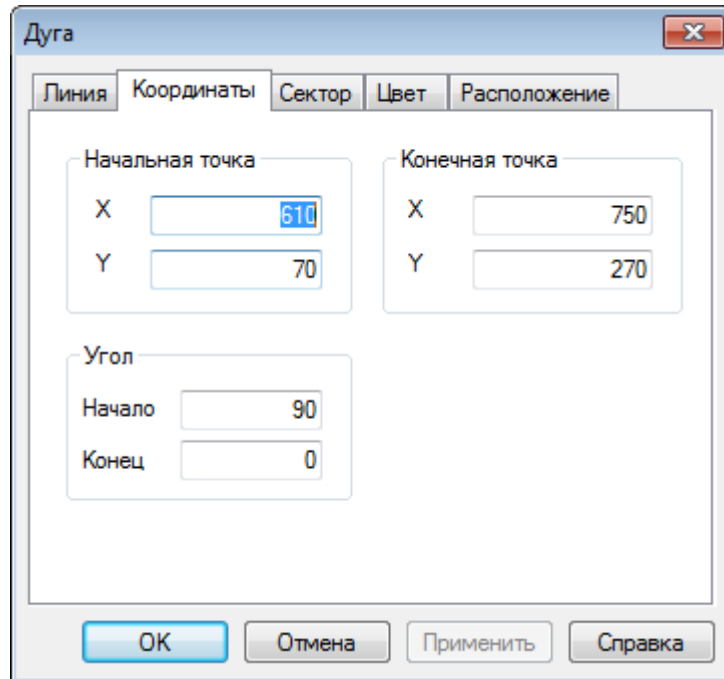 Дуга
Линия Координаты Сектор Цвет Расположение
Начальная точка Конечная точка
X 610 X 750
Y 70 Y 270
Угол
Начало 90
Конец 0
OK Отмена Применить Справка